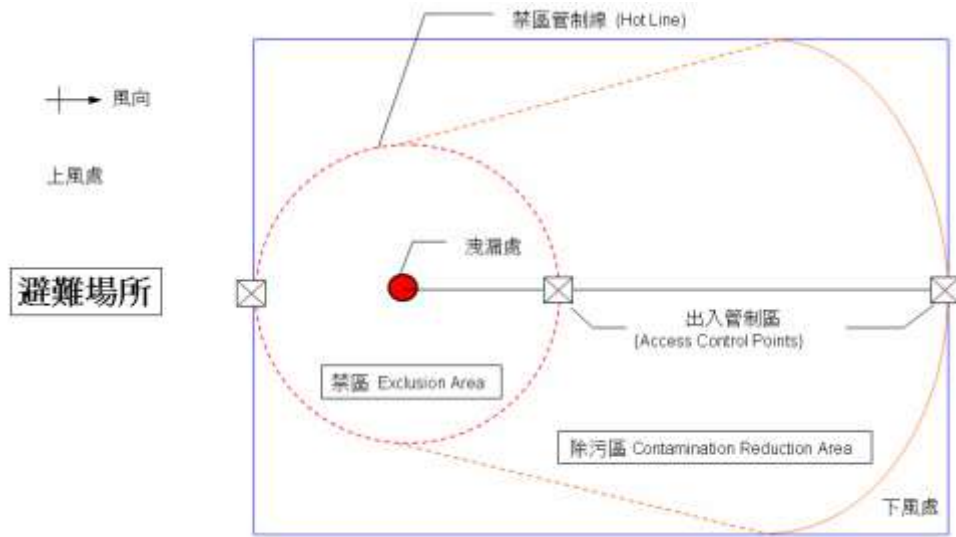 禁區管制線 (Hot Line)
風向
上風處
洩漏處
避難場所
出入管制區
(Access Control Points)
禁區 Exclusion Area
除污區 Contamination Reduction Area
下風處